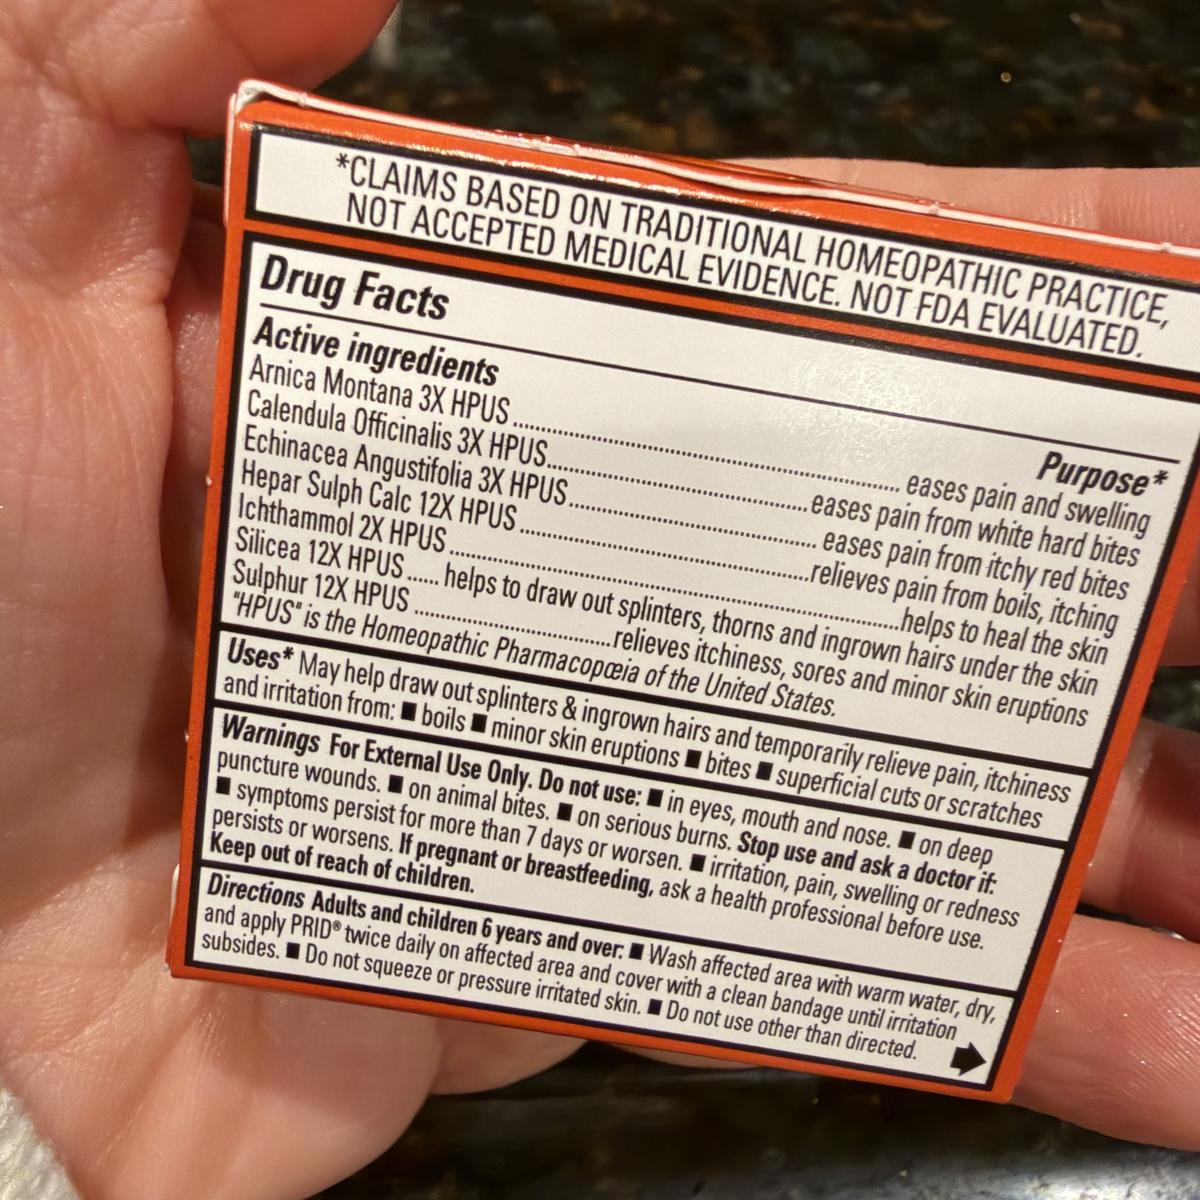 *CLAIMS BASED ON TRADITIONAL HOMEOPATHIC PRACTICE,
NOT ACCEPTED MEDICAL EVIDENCE. NOT FDA EVALUATED.
Drug Facts
Active ingredients Purpose*
Arnica Montana 3X HPUS.......... eases pain and swelling
Calendula Officinalis 3X HPUS.......... eases pain from white hard bites
Echinacea Angustifolia 3X HPUS.......... eases pain from itchy red bites
Hepar Sulph Calc 12X HPUS..........relieves pain from boils, itching
Ichthammol 2X HPUS..........helps to heal the skin
Silicea 12X HPUS...... helps to draw out splinters, thorns and ingrown hairs under the skin
Sulphur 12X HPUS ..........relieves itchiness, sores and minor skin eruptions
"HPUS" is the Homeopathic Pharmacopœia of the United States.
Uses* May help draw out splinters & ingrown hairs and temporarily relieve pain, itchiness
and irritation from: ■ boils ■ minor skin eruptions ■ bites ■ superficial cuts or scratches
Warnings For External Use Only. Do not use: ■ in eyes, mouth and nose. ■ on deep
puncture wounds. ■ on animal bites. ■ on serious burns. Stop use and ask a doctor if:
■ symptoms persist for more than 7 days or worsen. ■ irritation, pain, swelling or redness
persists or worsens. If pregnant or breastfeeding, ask a health professional before use.
Keep out of reach of children.
Directions Adults and children 6 years and over: ■ Wash affected area with warm water, dry,
and apply PRID® twice daily on affected area and cover with a clean bandage until irritation
subsides. ■ Do not squeeze or pressure irritated skin. ■ Do not use other than directed.